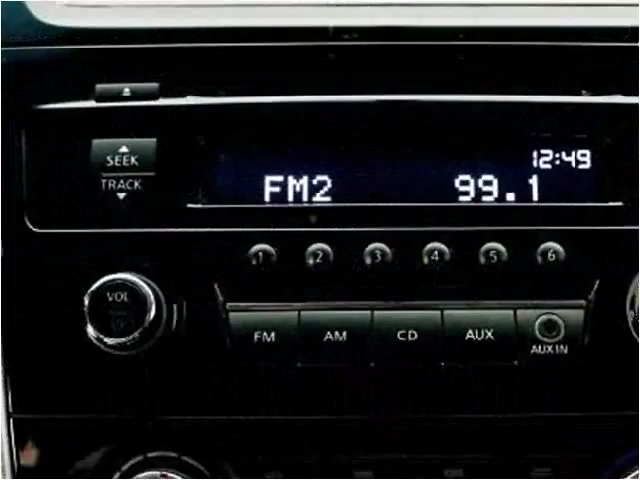 12:49
SEEK
TRACK
FM2 99.1
1 2 3 4 5 6
VOL
FM AM CD AUX
AUX IN